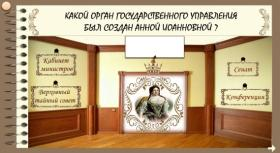 КАКОЙ ОРГАН ГОСУДАРСТВЕННОГО УПРАВЛЕНИЯ
БЫЛ СОЗДАН АННОЙ ИОАННОВНОЙ ?
Кабинет
министров
Сенат
Верховный
тайный совет
Конференция